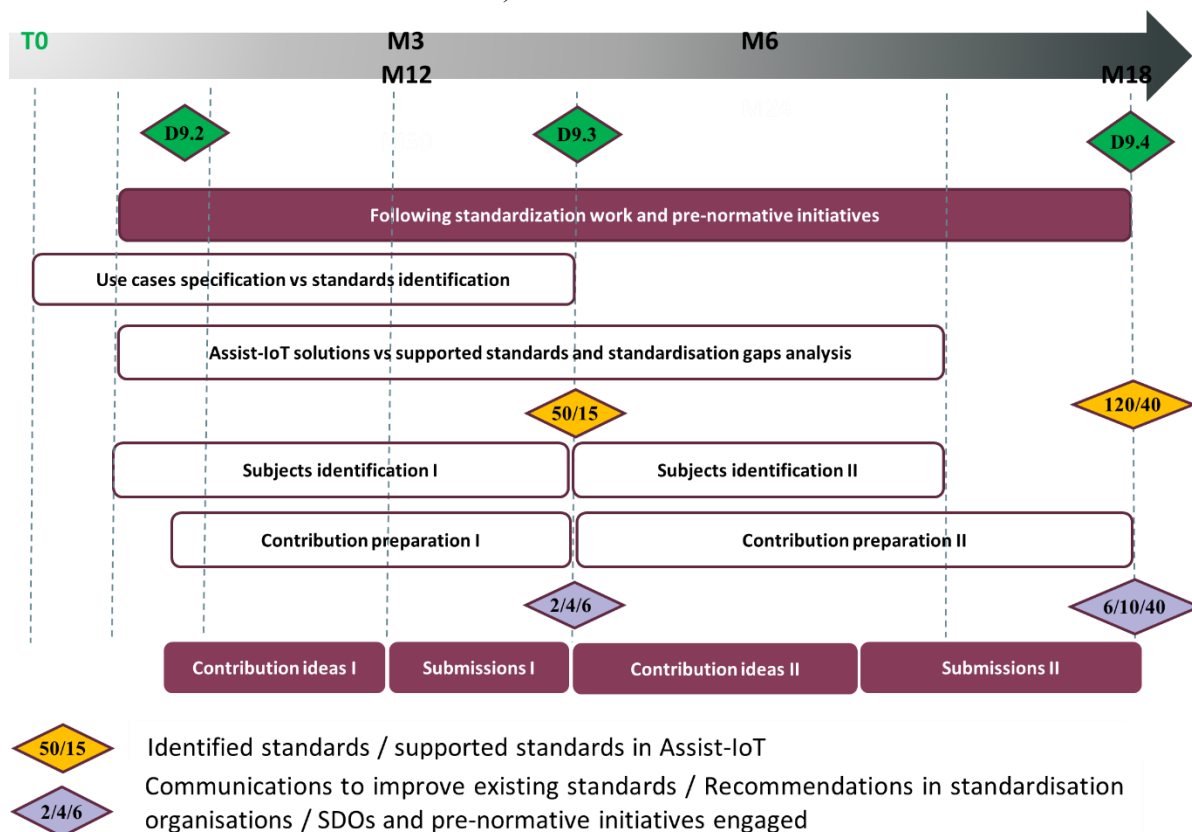 T0 M3 M6
M12 M18
D9.2 D9.3 D9.4
Following standardization work and pre-normative initiatives
Use cases specification vs standards identification
Assist-IoT solutions vs supported standards and standardisation gaps analysis
50/15 120/40
Subjects identification I Subjects identification II
Contribution preparation I Contribution preparation II
2/4/6 6/10/40
Contribution ideas I Submissions I Contribution ideas II Submissions II
50/15 Identified standards / supported standards in Assist-IoT
Communications to improve existing standards / Recommendations in standardisation
2/4/6 organisations / SDOs and pre-normative initiatives engaged